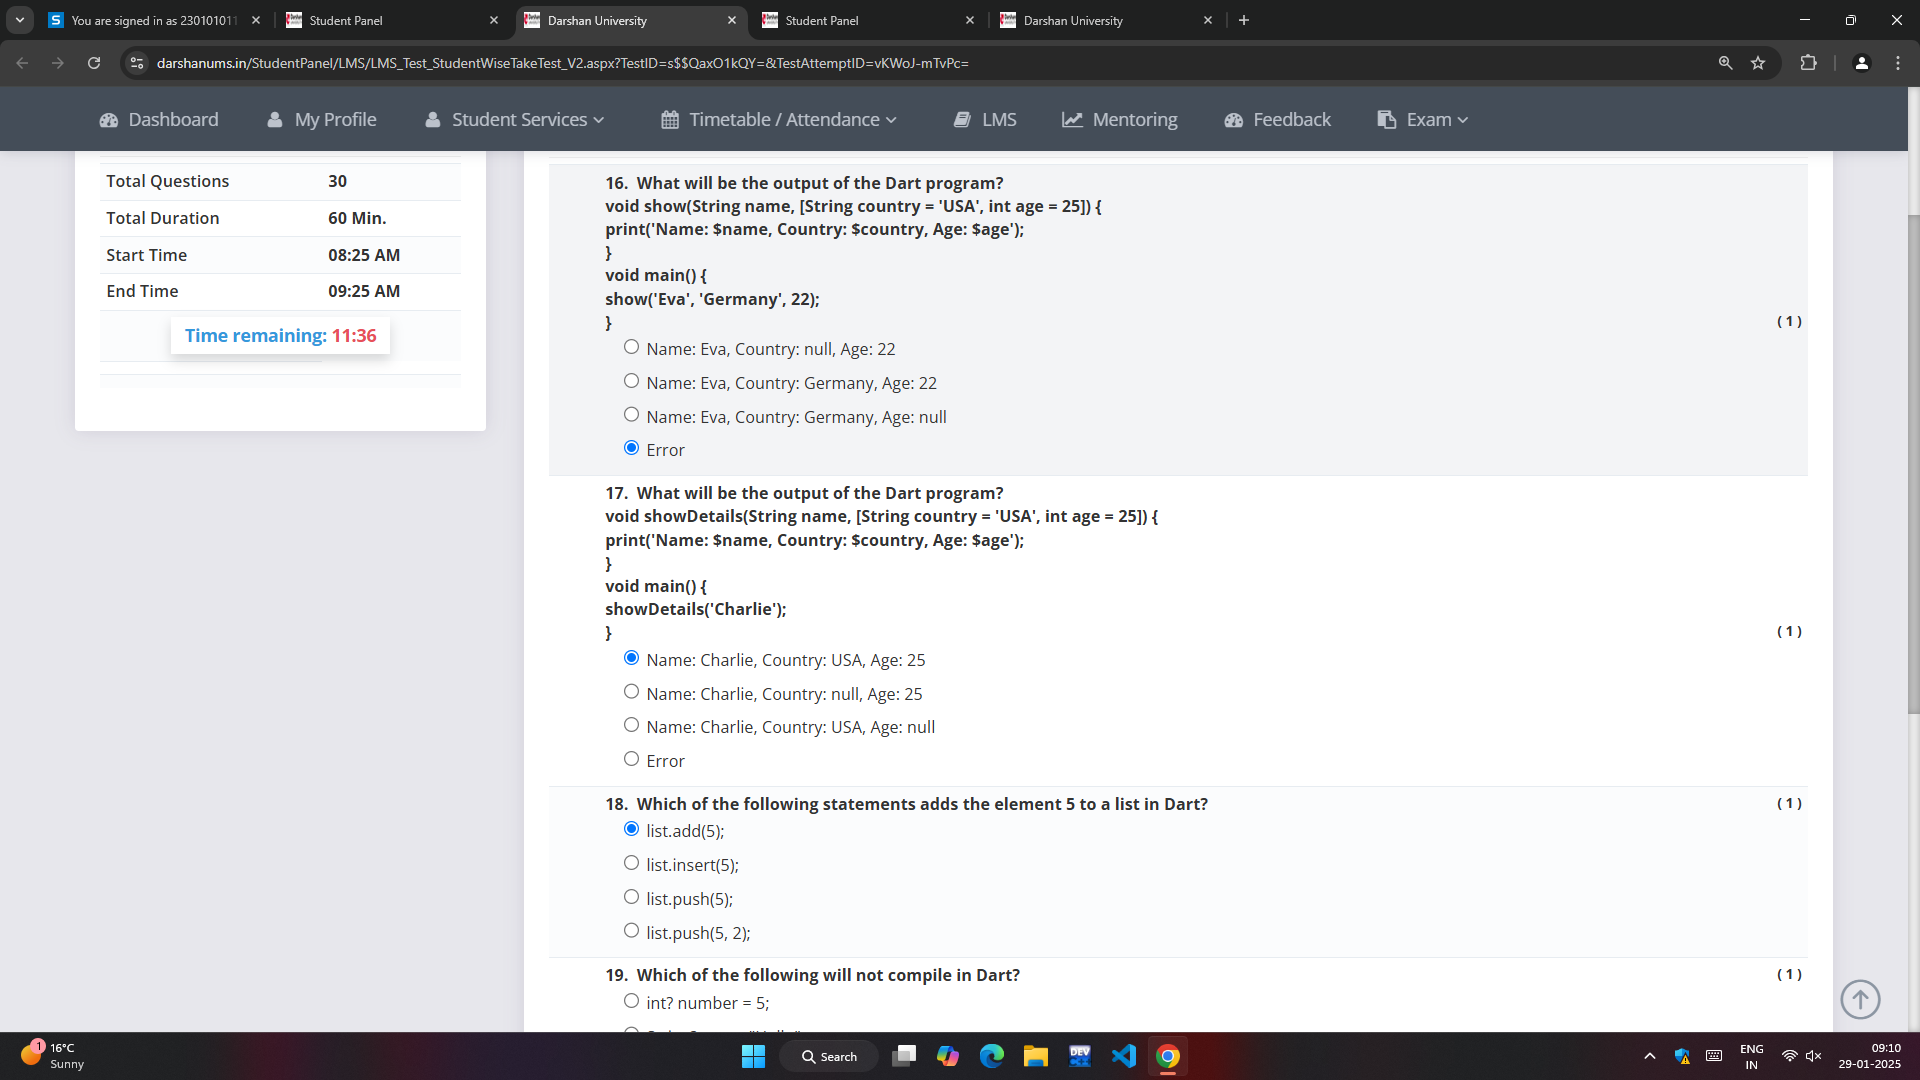 You are signed in as 230101011
Student Panel
Darshan University
Student Panel
Darshan University
darshanums.in/StudentPanel/LMS/LMS_Test_StudentWiseTakeTest_V2.aspx?TestID=s$$QaxO1kQY=&TestAttemptID=vKWoJ-mTvPc=
Dashboard
My Profile
Student Services
Timetable / Attendance
LMS
Mentoring
Feedback
Exam
Total Questions 30
Total Duration 60 Min.
Start Time 08:25 AM
End Time 09:25 AM
Time remaining: 11:36
16. What will be the output of the Dart program?
void show(String name, [String country = 'USA', int age = 25]) {
print('Name: $name, Country: $country, Age: $age');
}
void main() {
show('Eva', 'Germany', 22);
}
( 1 )
Name: Eva, Country: null, Age: 22
Name: Eva, Country: Germany, Age: 22
Name: Eva, Country: Germany, Age: null
Error
17. What will be the output of the Dart program?
void showDetails(String name, [String country = 'USA', int age = 25]) {
print('Name: $name, Country: $country, Age: $age');
}
void main() {
showDetails('Charlie');
}
( 1 )
Name: Charlie, Country: USA, Age: 25
Name: Charlie, Country: null, Age: 25
Name: Charlie, Country: USA, Age: null
Error
18. Which of the following statements adds the element 5 to a list in Dart? ( 1 )
list.add(5);
list.insert(5);
list.push(5);
list.push(5, 2);
19. Which of the following will not compile in Dart? ( 1 )
int? number = 5;
1
16°C
Sunny
Search
DEV
ENG
IN
09:10
29-01-2025